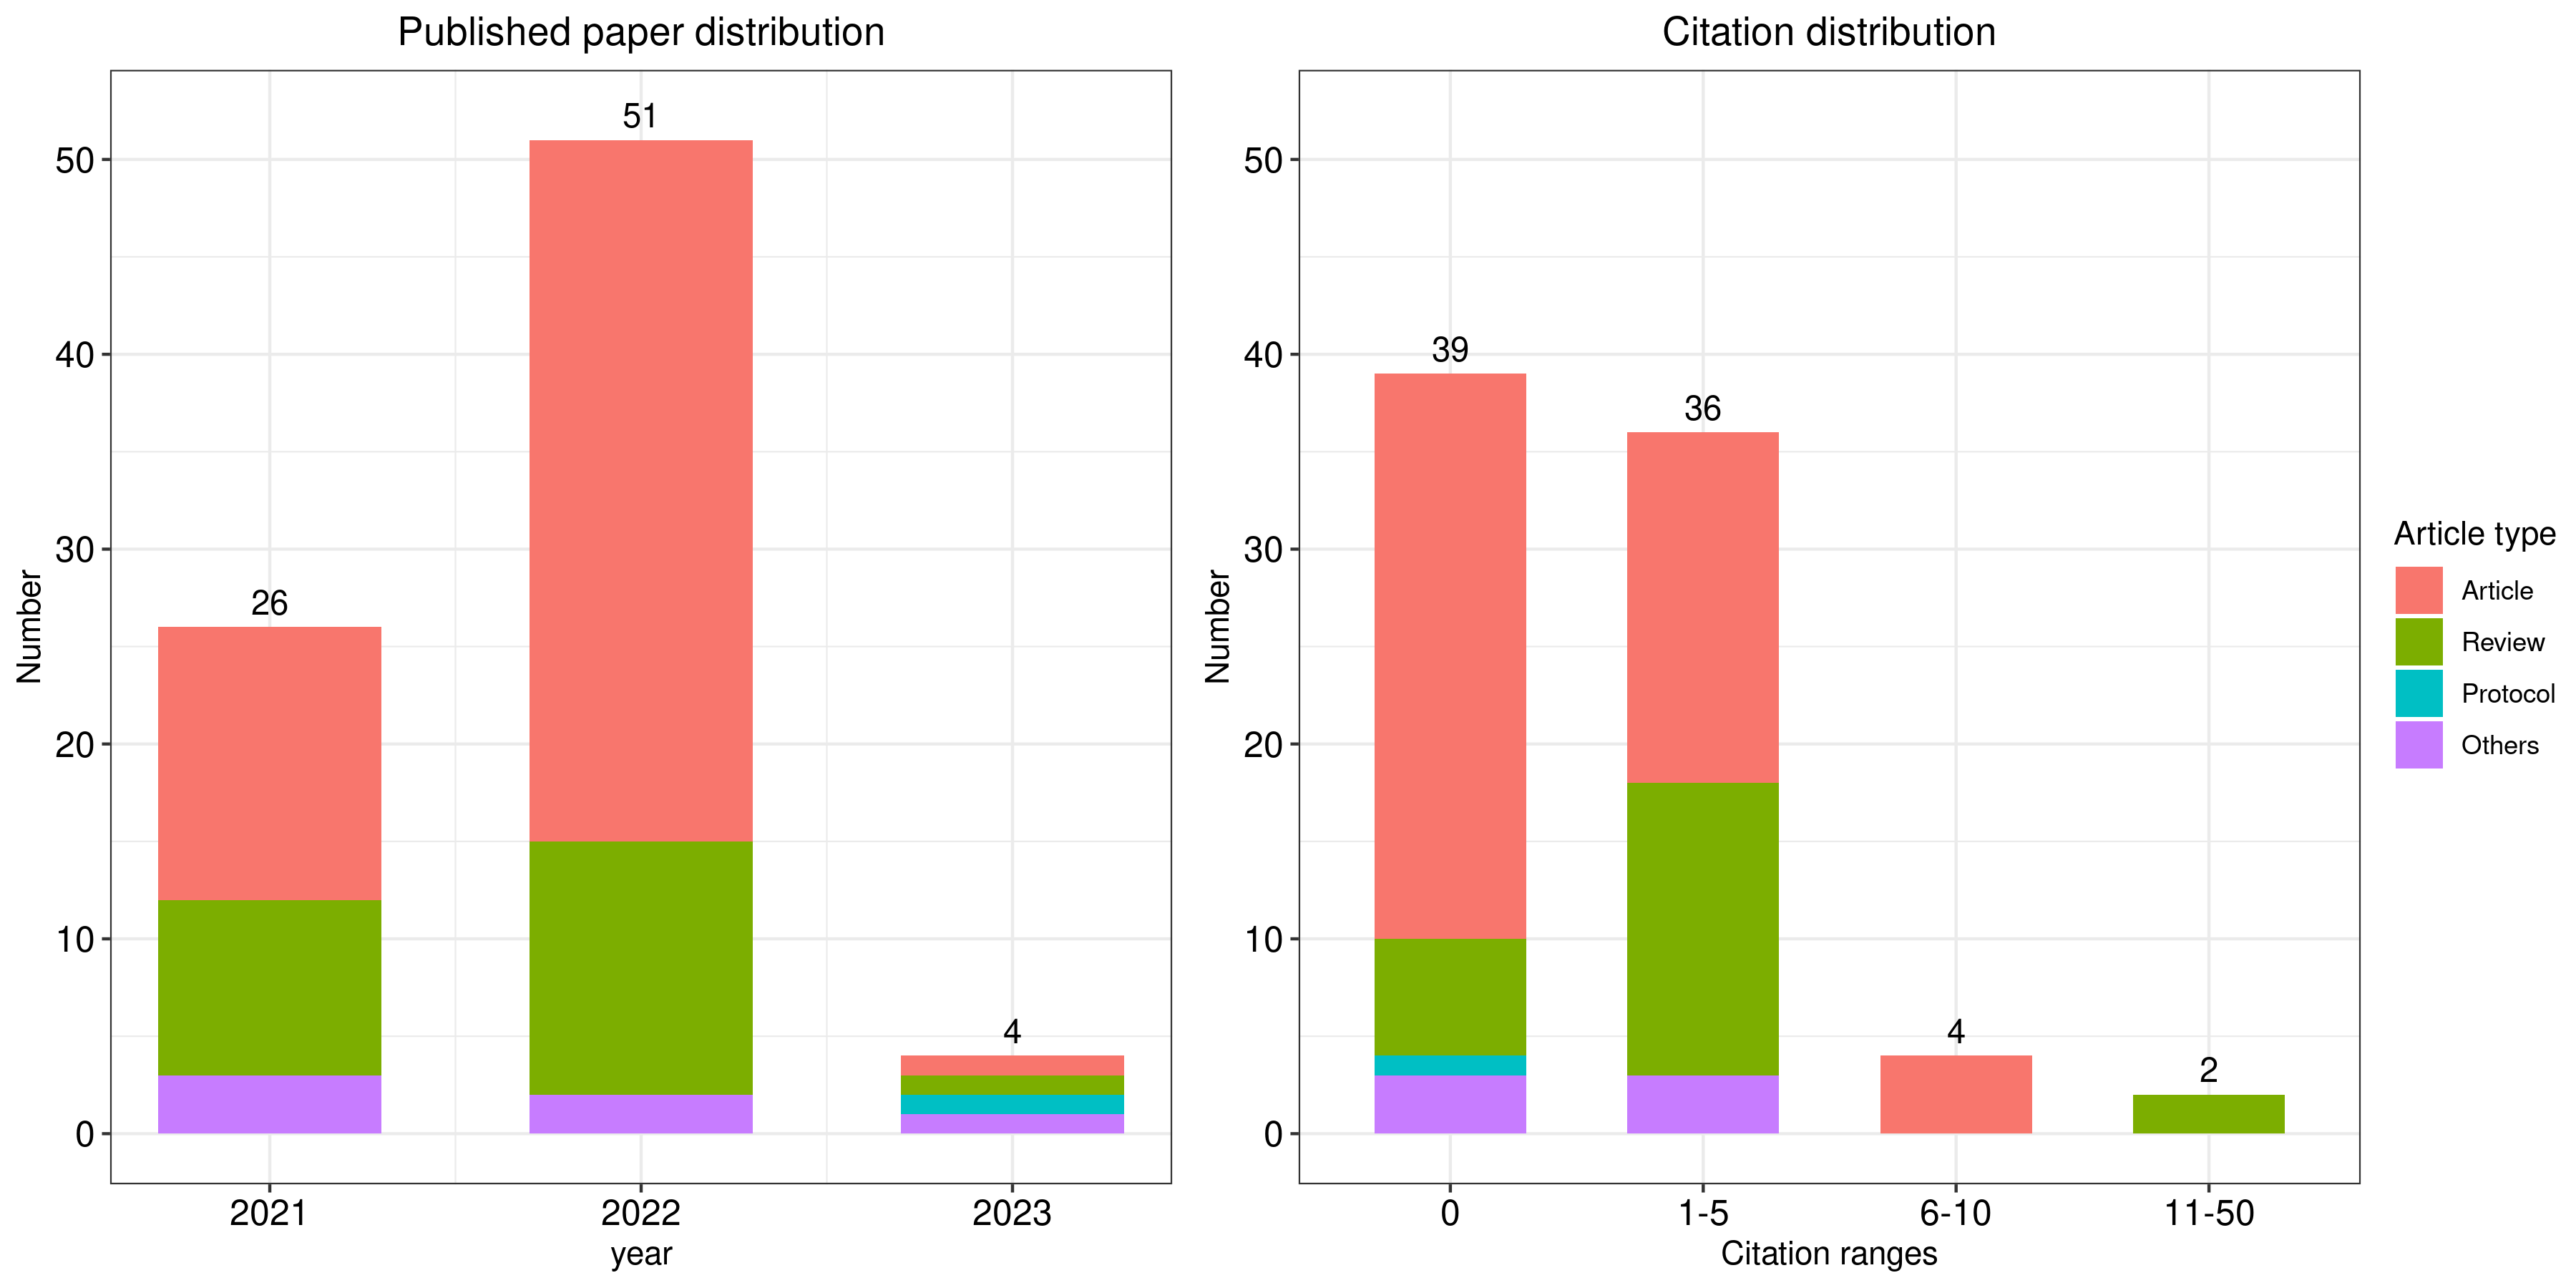 Published paper distribution
51
26
4
50
40
30
20
10
0
Number
2021
2022
2023
year
Citation distribution
39
36
4
2
50
40
30
20
10
0
Number
0
1-5
6-10
11-50
Citation ranges
Article type
Article
Review
Protocol
Others